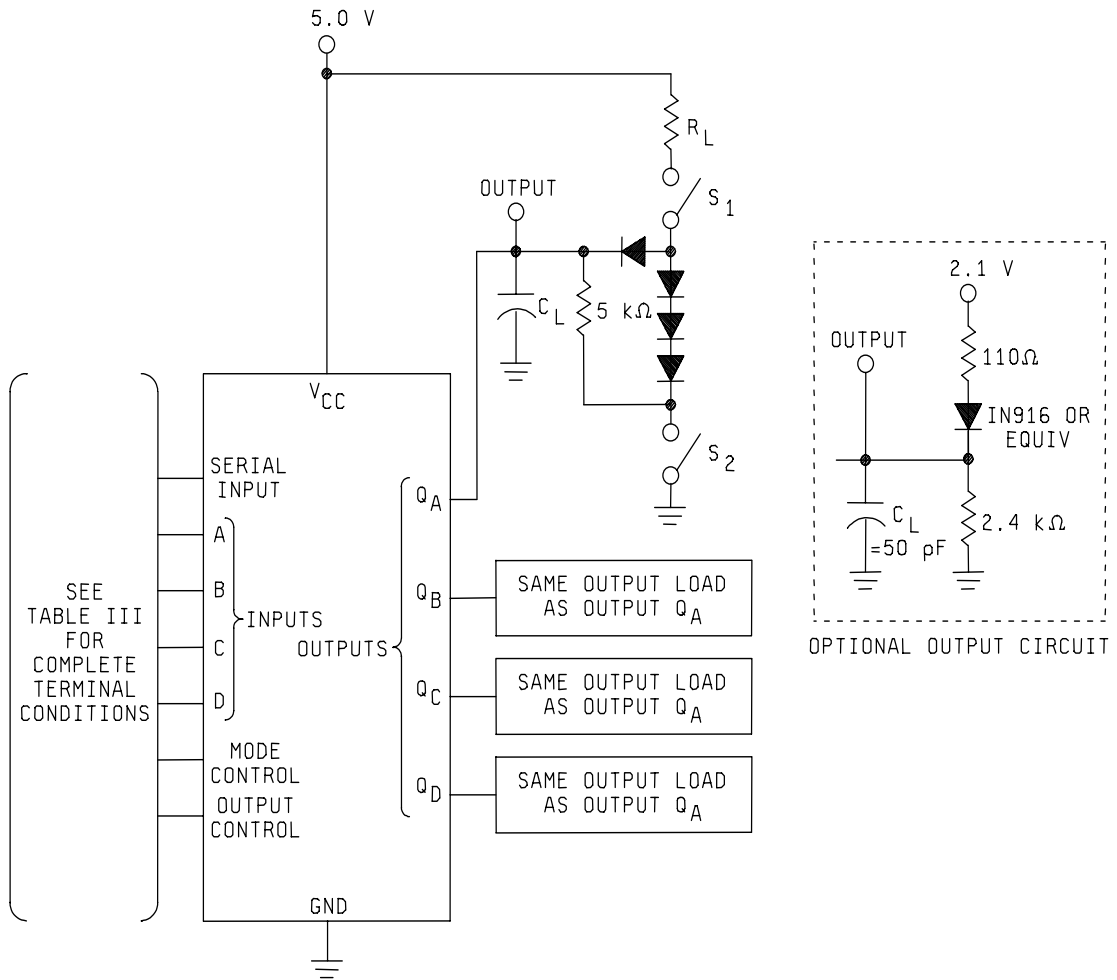 5.0 V
R L
S 1
OUTPUT
C L
5 kΩ
S 2
2.1 V
OUTPUT
110Ω
IN916 OR
EQUIV
C L
=50 pF
2.4 kΩ
OPTIONAL OUTPUT CIRCUIT
V CC
SERIAL
INPUT
A
B
C
D
INPUTS
MODE
CONTROL
OUTPUT
CONTROL
GND
SEE
TABLE III
FOR
COMPLETE
TERMINAL
CONDITIONS
OUTPUTS
Q A
Q B
Q C
Q D
SAME OUTPUT LOAD
AS OUTPUT Q A
SAME OUTPUT LOAD
AS OUTPUT Q A
SAME OUTPUT LOAD
AS OUTPUT Q A